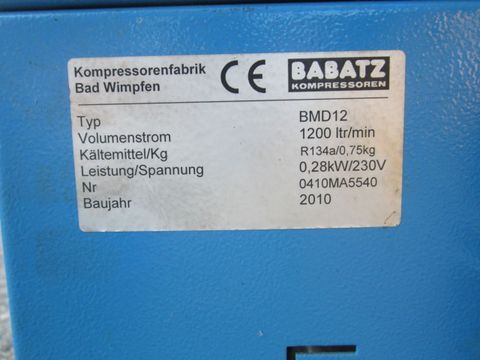 Kompressorenfabrik
Bad Wimpfen
CE
BABATZ
KOMPRESSOREN
Typ BMD12
Volumenstrom 1200 ltr/min
Kältemittel/Kg R134a/0,75kg
Leistung/Spannung 0,28kW/230V
Nr 0410MA5540
Baujahr 2010